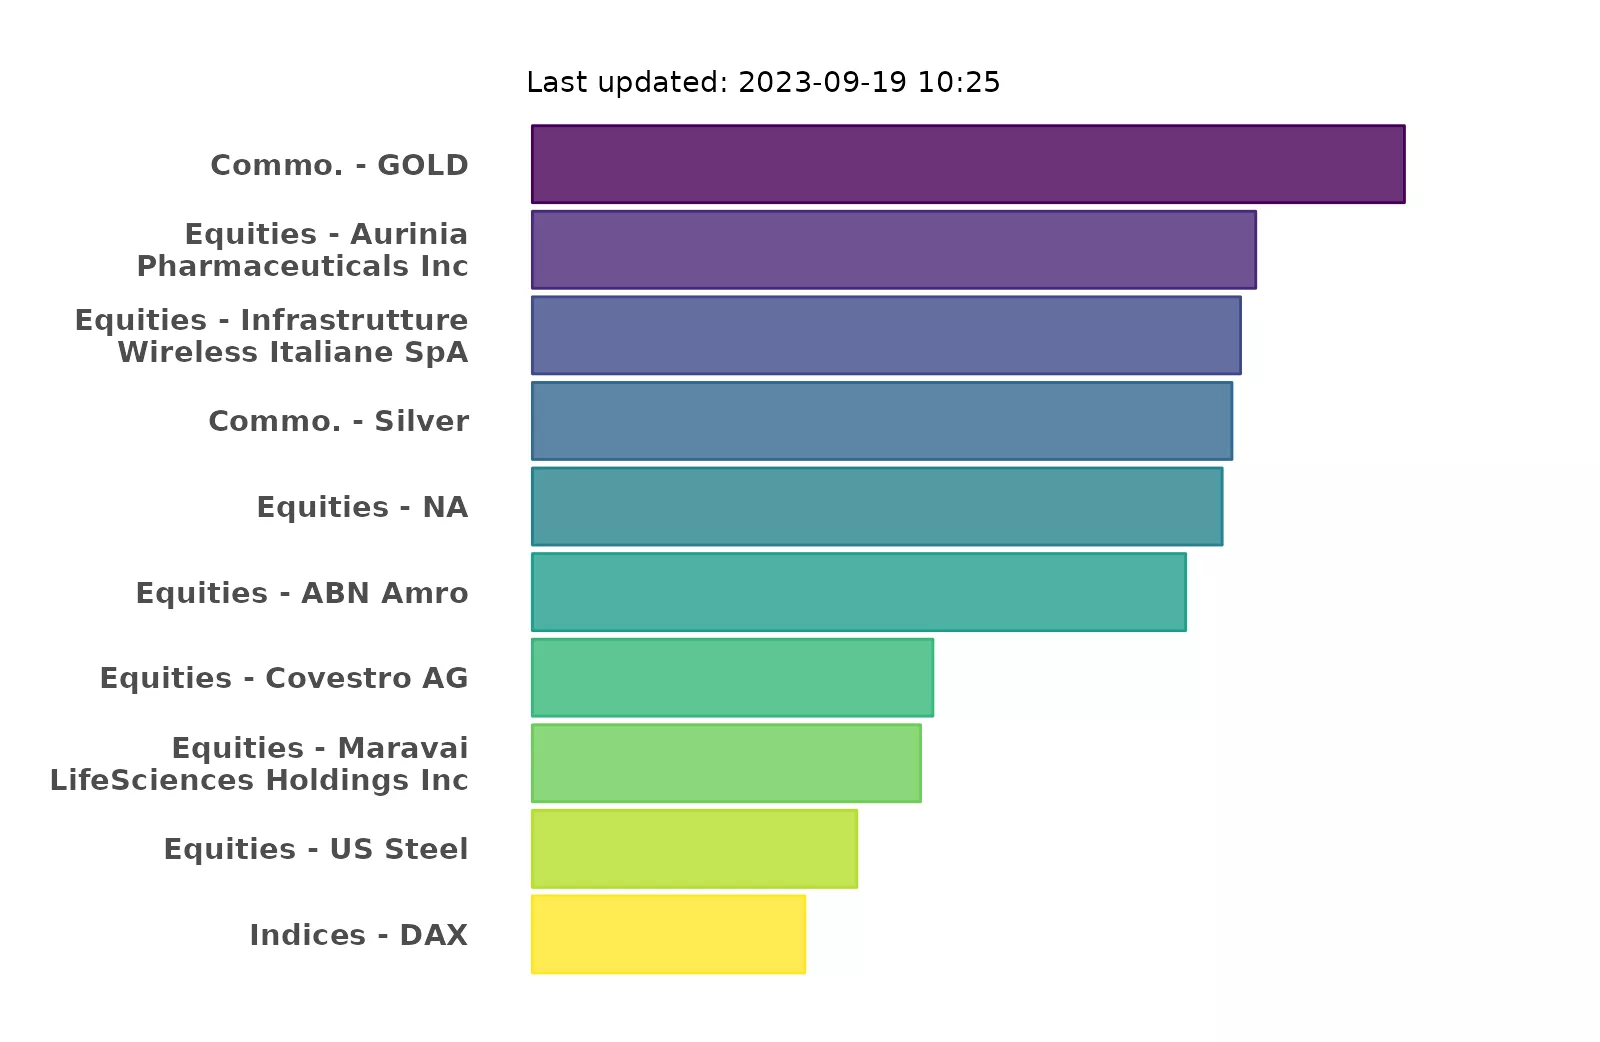 Last updated: 2023-09-19 10:25
Commo. - GOLD
Equities - Aurinia
Pharmaceuticals Inc
Equities - Infrastrutture
Wireless Italiane SpA
Commo. - Silver
Equities - NA
Equities - ABN Amro
Equities - Covestro AG
Equities - Maravai
LifeSciences Holdings Inc
Equities - US Steel
Indices - DAX